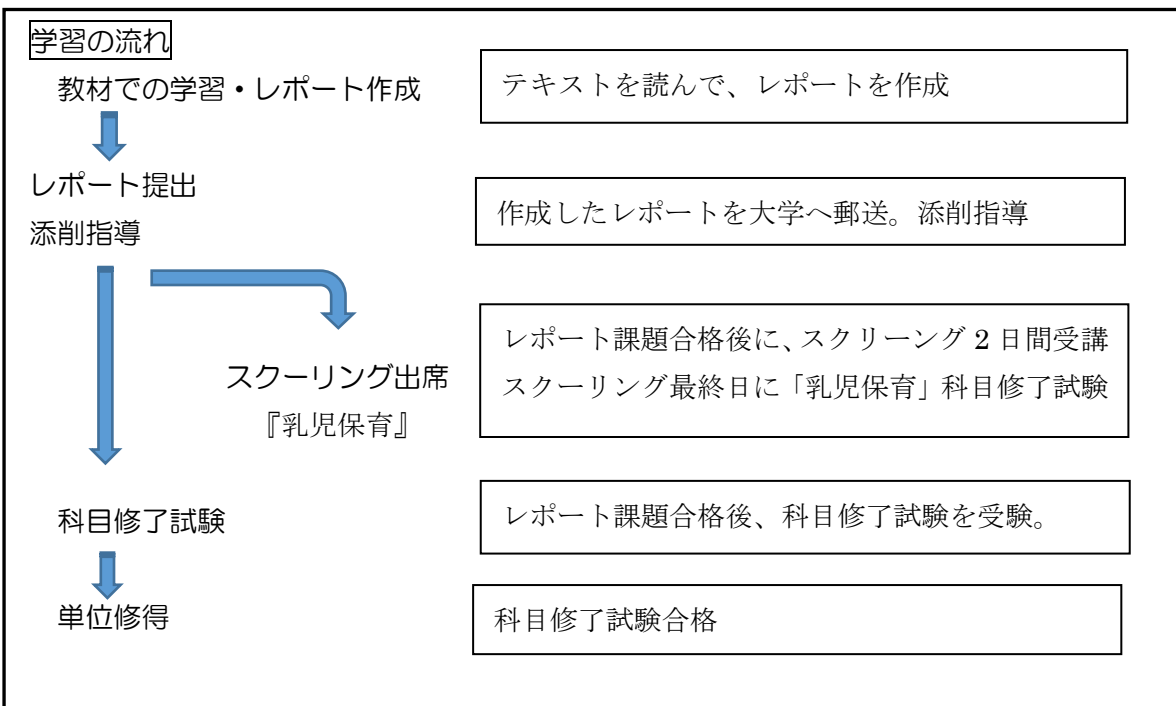 学習の流れ
教材での学習・レポート作成
テキストを読んで、レポートを作成
レポート提出
添削指導
作成したレポートを大学へ郵送。添削指導
スクーリング出席
『乳児保育』
レポート課題合格後に、スクリーング 2 日間受講
スクーリング最終日に「乳児保育」科目修了試験
科目修了試験
レポート課題合格後、科目修了試験を受験。
単位修得
科目修了試験合格